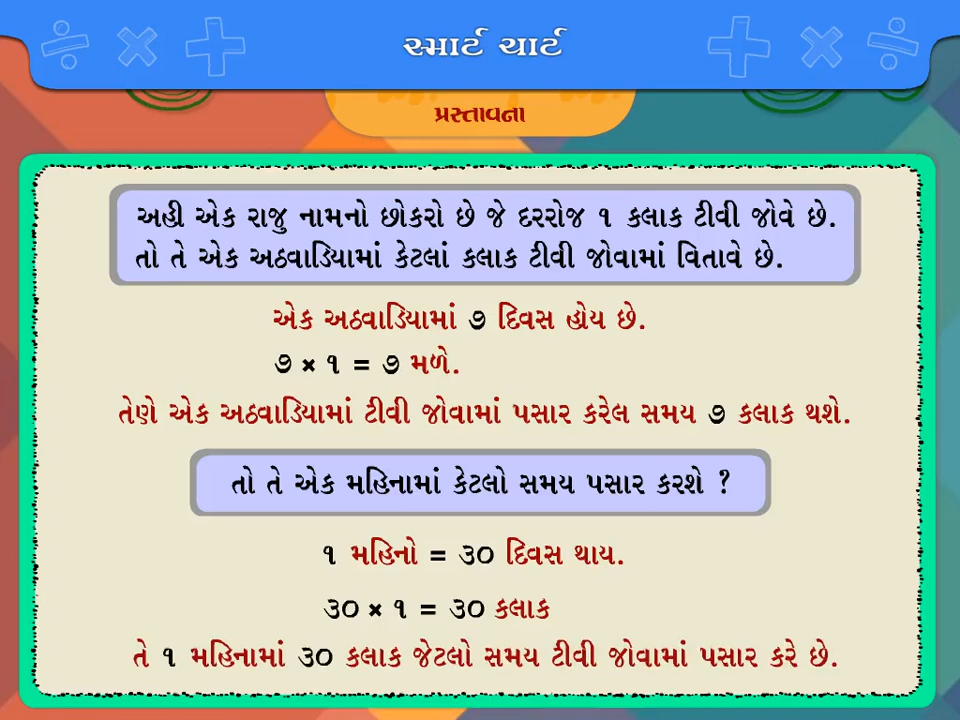 સ્માર્ટ ચાર્ટ
પ્રસ્તાવના
અહી એક રાજુ નામનો છોકરો છે જે દરરોજ ૧ કલાક ટીવી જોવે છે.
તો તે એક અઠવાડિયામાં કેટલાં કલાક ટીવી જોવામાં વિતાવે છે.
એક અઠવાડિયામાં ૭ દિવસ હોય છે.
૭ × ૧ = ૭ મળે.
તેણે એક અઠવાડિયામાં ટીવી જોવામાં પસાર કરેલ સમય ૭ કલાક થશે.
તો તે એક મહિનામાં કેટલો સમય પસાર કરશે ?
૧ મહિનો = ૩૦ દિવસ થાય.
૩૦ × ૧ = ૩૦ કલાક
તે ૧ મહિનામાં ૩૦ કલાક જેટલો સમય ટીવી જોવામાં પસાર કરે છે.